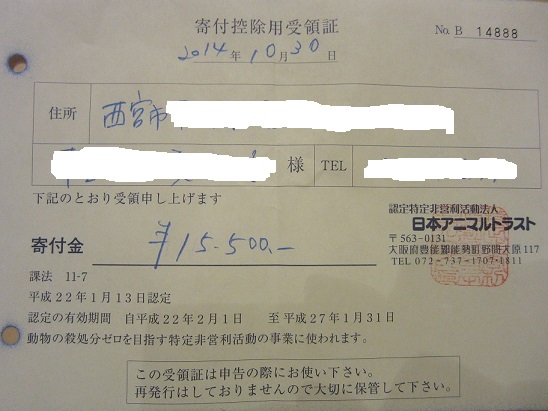 寄付控除用受領証
No. B 14888
2014年10月30日
住所 西宮市
様 TEL
下記のとおり受領申し上げます
寄付金 ¥15.500.-
認定特定非営利活動法人
日本アニマルトラスト
〒563-0131
大阪府豊能郡能勢町野間大原117
TEL 072-737-1707・1811
課法 11-7
平成22年1月13日認定
認定の有効期間 自平成22年2月1日 至平成27年1月31日
動物の殺処分ゼロを目指す特定非営利活動の事業に使われます。
この受領証は申告の際にお使い下さい。
再発行はしておりませんので大切に保管して下さい。